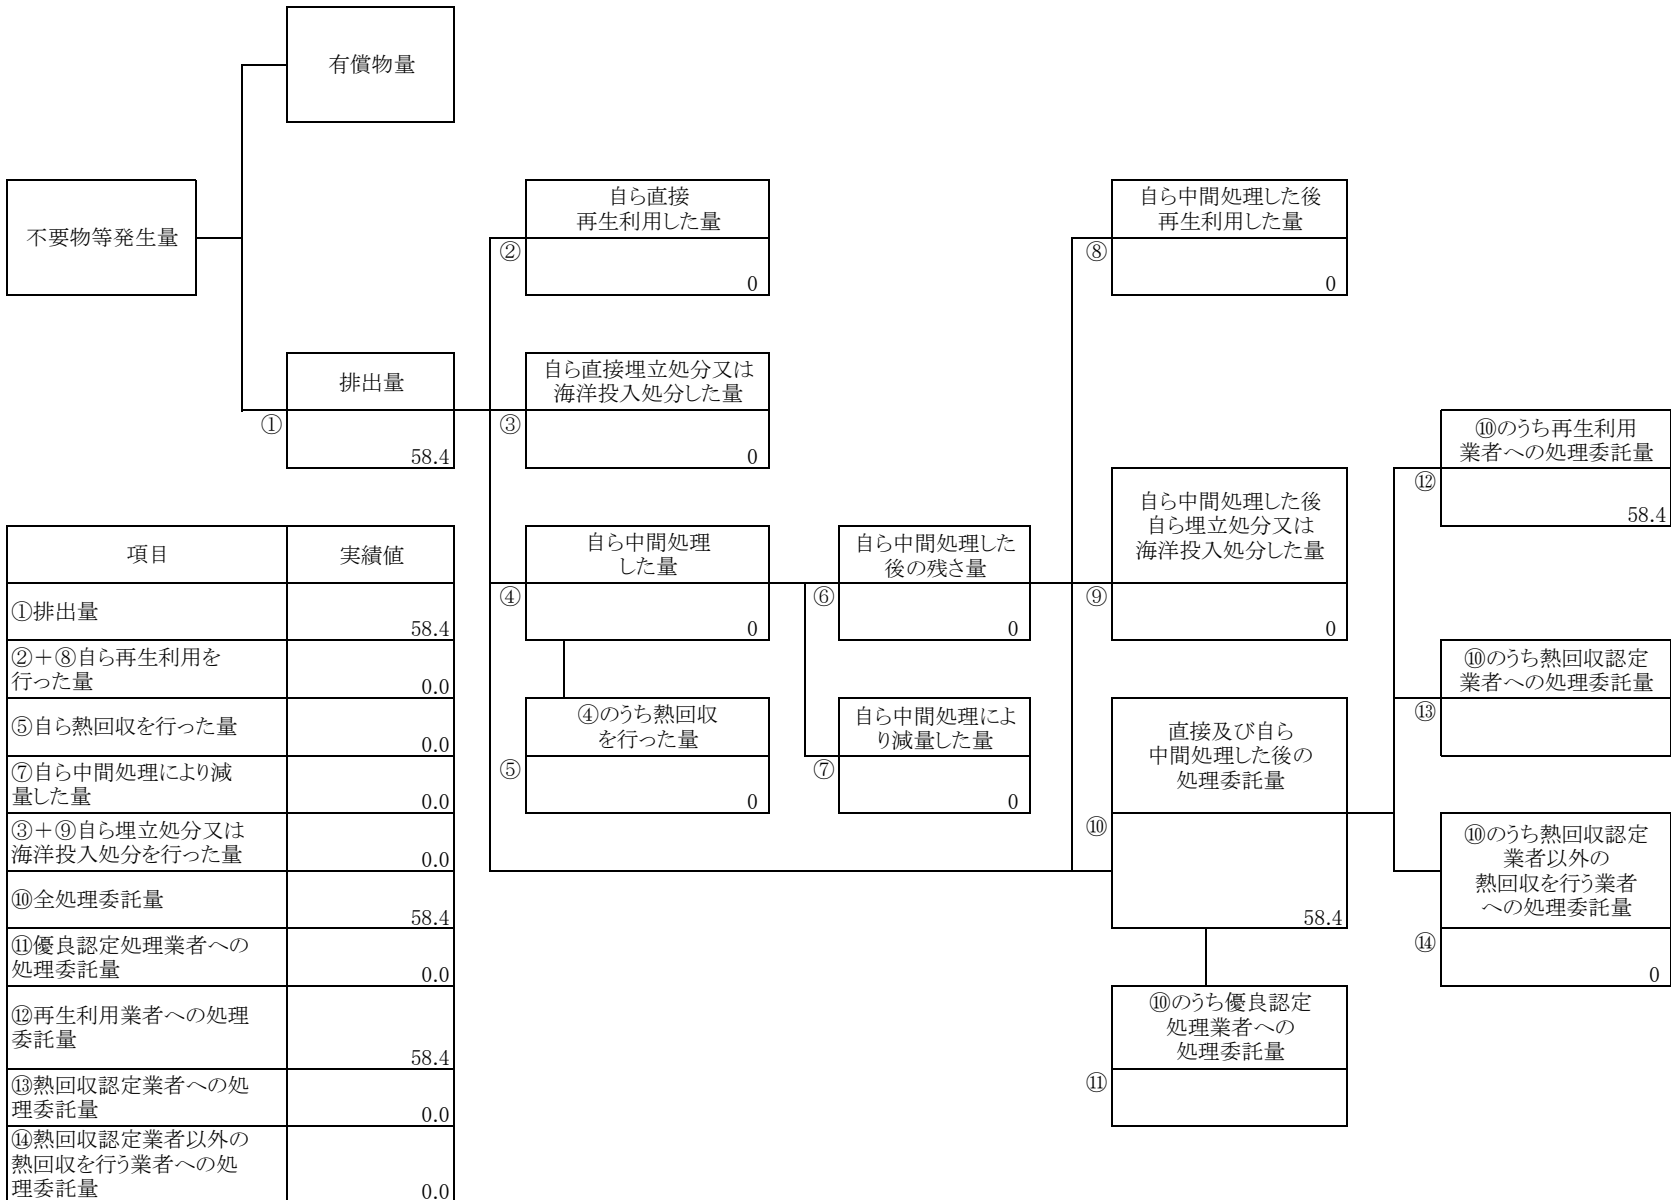 有償物量
不要物等発生量
自ら直接
再生利用した量
②
0
自ら中間処理した後
再生利用した量
⑧
0
排出量
①
58.4
自ら直接埋立処分又は
海洋投入処分した量
③
0
⑩のうち再生利用
業者への処理委託量
⑫
58.4
自ら中間処理
した量
④
0
自ら中間処理した
後の残さ量
⑥
0
自ら中間処理した後
自ら埋立処分又は
海洋投入処分した量
⑨
0
⑩のうち熱回収認定
業者への処理委託量
⑬
④のうち熱回収
を行った量
⑤
0
自ら中間処理によ
り減量した量
⑦
0
直接及び自ら
中間処理した後の
処理委託量
⑩
58.4
⑩のうち熱回収認定
業者以外の
熱回収を行う業者
への処理委託量
⑭
0
⑩のうち優良認定
処理業者への
処理委託量
⑪
項目 実績値
①排出量
58.4
②+⑧自ら再生利用を
行った量
0.0
⑤自ら熱回収を行った量
0.0
⑦自ら中間処理により減
量した量
0.0
③+⑨自ら埋立処分又は
海洋投入処分を行った量
0.0
⑩全処理委託量
58.4
⑪優良認定処理業者への
処理委託量
0.0
⑫再生利用業者への処理
委託量
58.4
⑬熱回収認定業者への処
理委託量
0.0
⑭熱回収認定業者以外の
熱回収を行う業者への処
理委託量
0.0